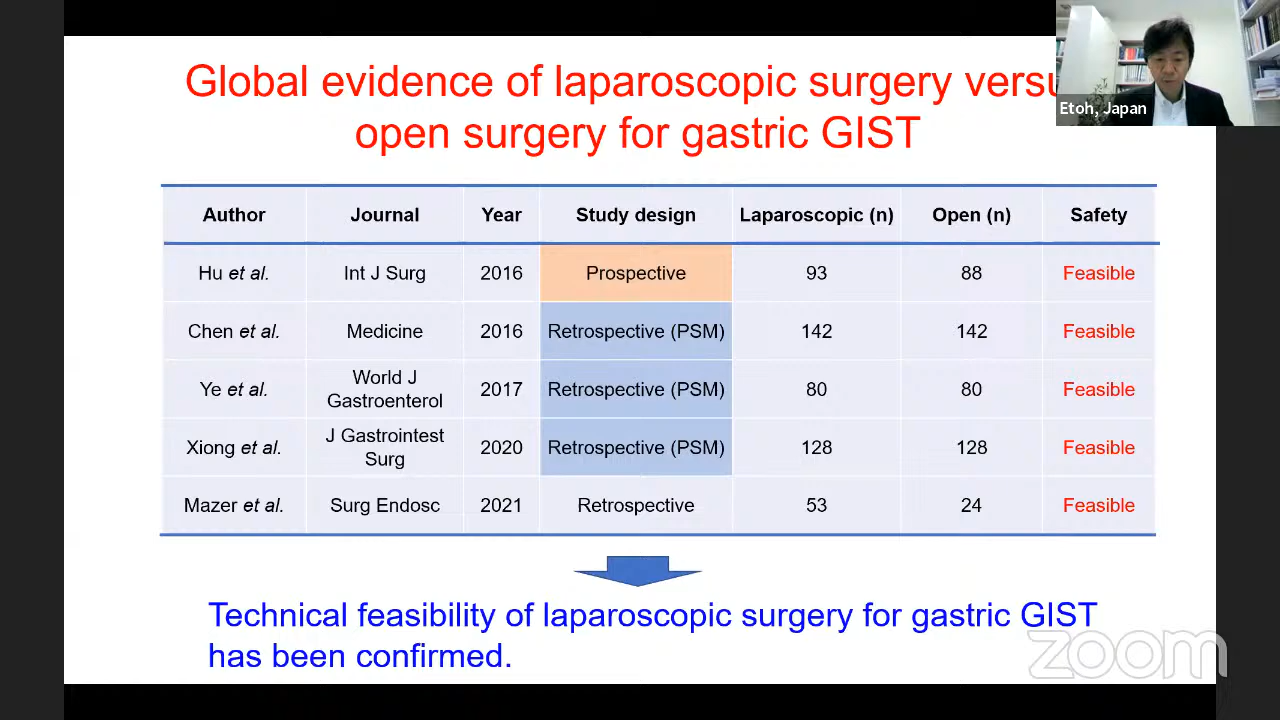 Global evidence of laparoscopic surgery versu
open surgery for gastric GIST
Etoh, Japan
Author Journal Year Study design Laparoscopic (n) Open (n) Safety
Hu et al. Int J Surg 2016 Prospective 93 88 Feasible
Chen et al. Medicine 2016 Retrospective (PSM) 142 142 Feasible
Ye et al. World J Gastroenterol 2017 Retrospective (PSM) 80 80 Feasible
Xiong et al. J Gastrointest Surg 2020 Retrospective (PSM) 128 128 Feasible
Mazer et al. Surg Endosc 2021 Retrospective 53 24 Feasible
Technical feasibility of laparoscopic surgery for gastric GIST
has been confirmed.
zoom